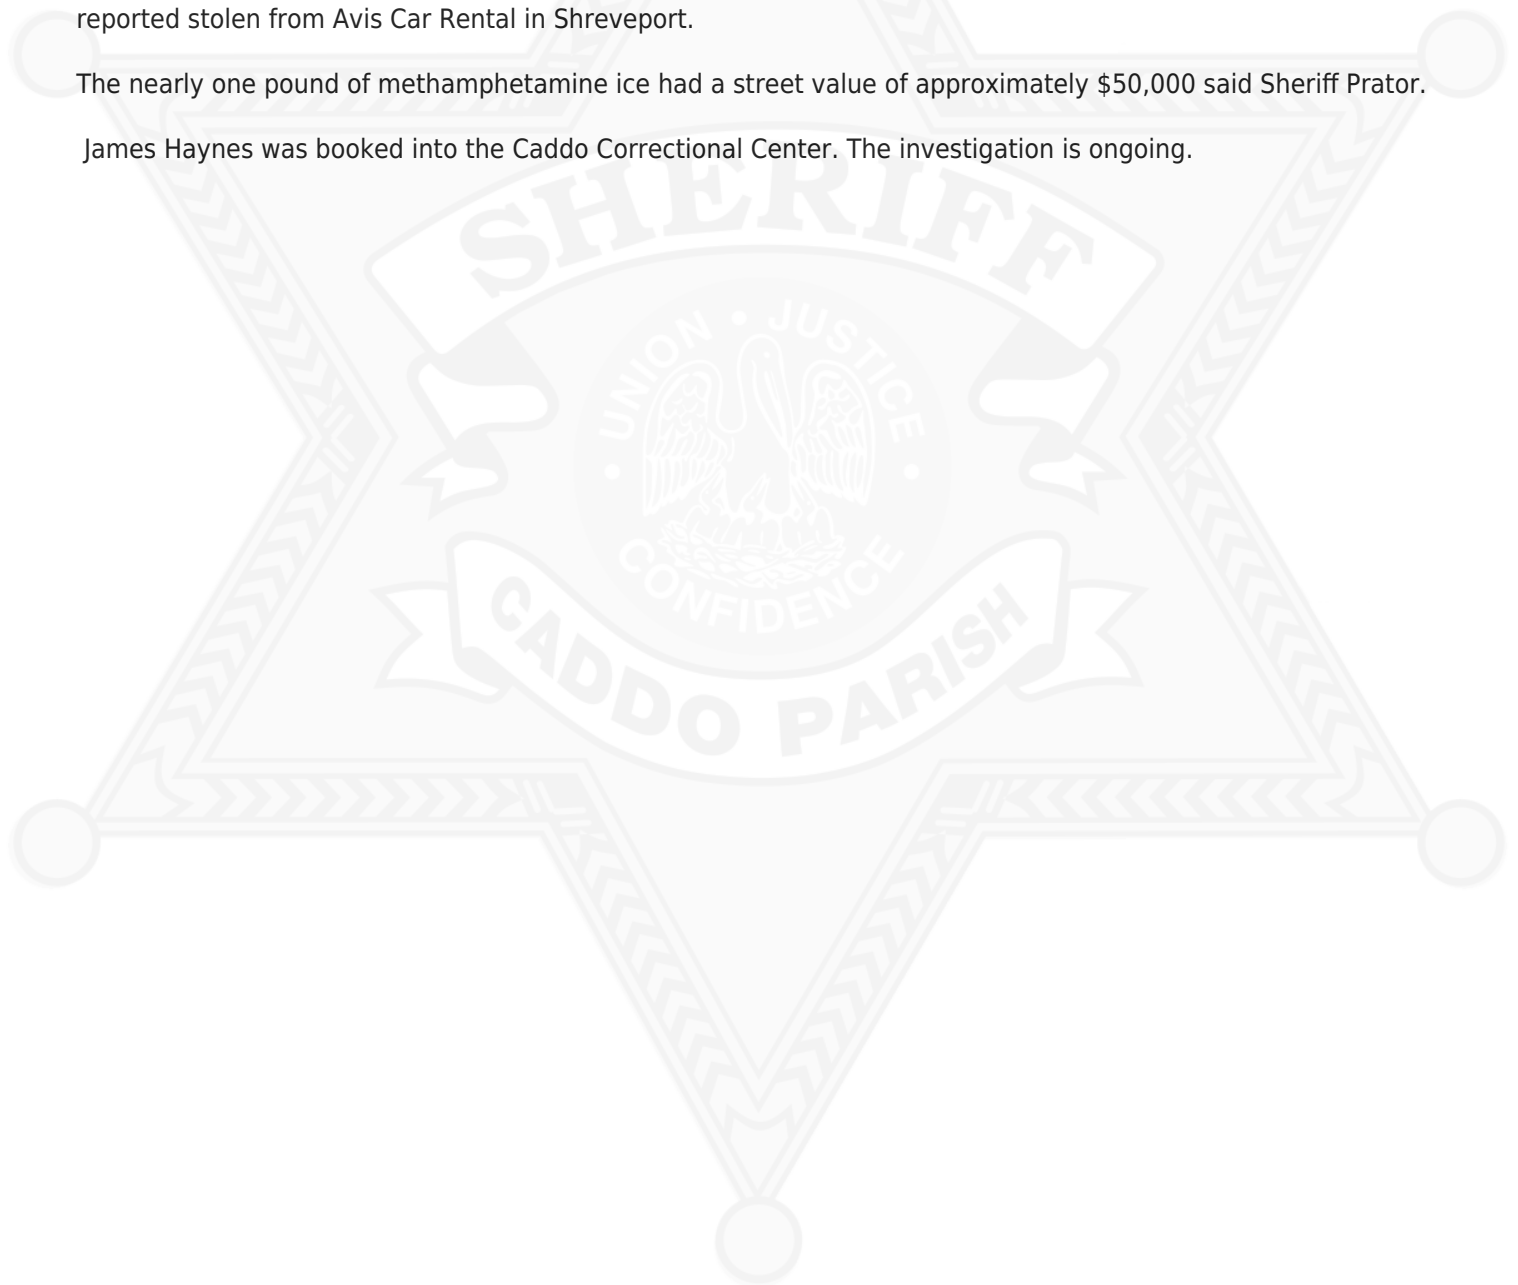 reported stolen from Avis Car Rental in Shreveport.
The nearly one pound of methamphetamine ice had a street value of approximately $50,000 said Sheriff Prator.
James Haynes was booked into the Caddo Correctional Center. The investigation is ongoing.
SHERIFF
UNION • JUSTICE
CONFIDENCE
CADDO PARISH